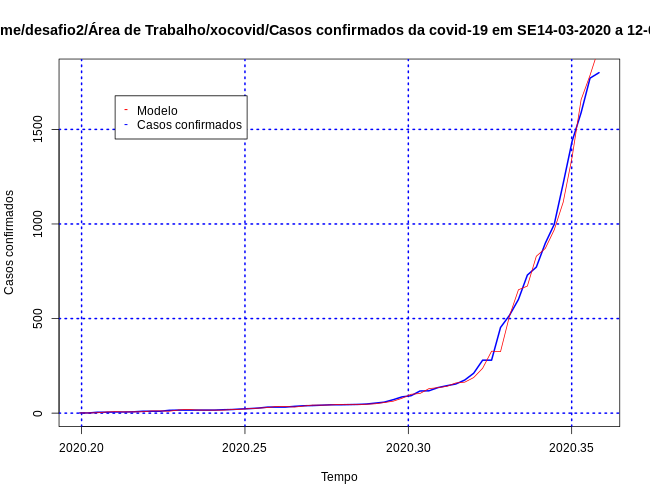 me/desafio2/Área de Trabalho/xocovid/Casos confirmados da covid-19 em SE14-03-2020 a 12-0
Modelo
Casos confirmados
Casos confirmados
0
500
1000
1500
2020.20
2020.25
2020.30
2020.35
Tempo